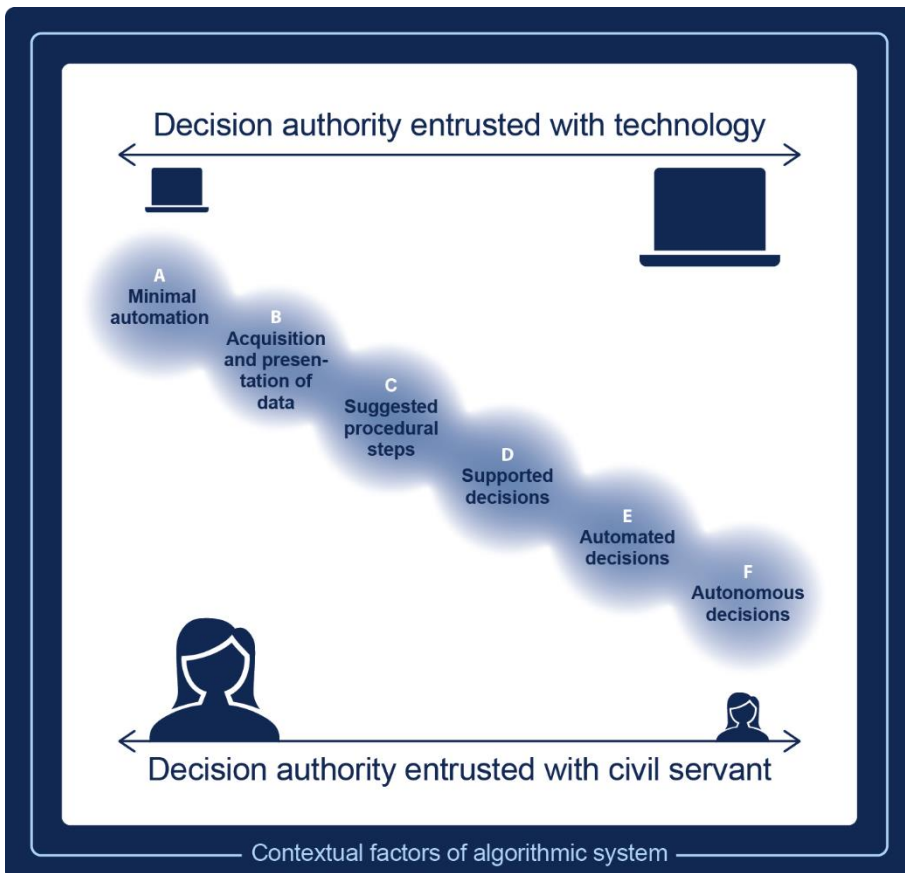 Decision authority entrusted with technology
A
Minimal
automation
B
Acquisition
and presen-
tation of
data
C
Suggested
procedural
steps
D
Supported
decisions
E
Automated
decisions
F
Autonomous
decisions
Decision authority entrusted with civil servant
Contextual factors of algorithmic system